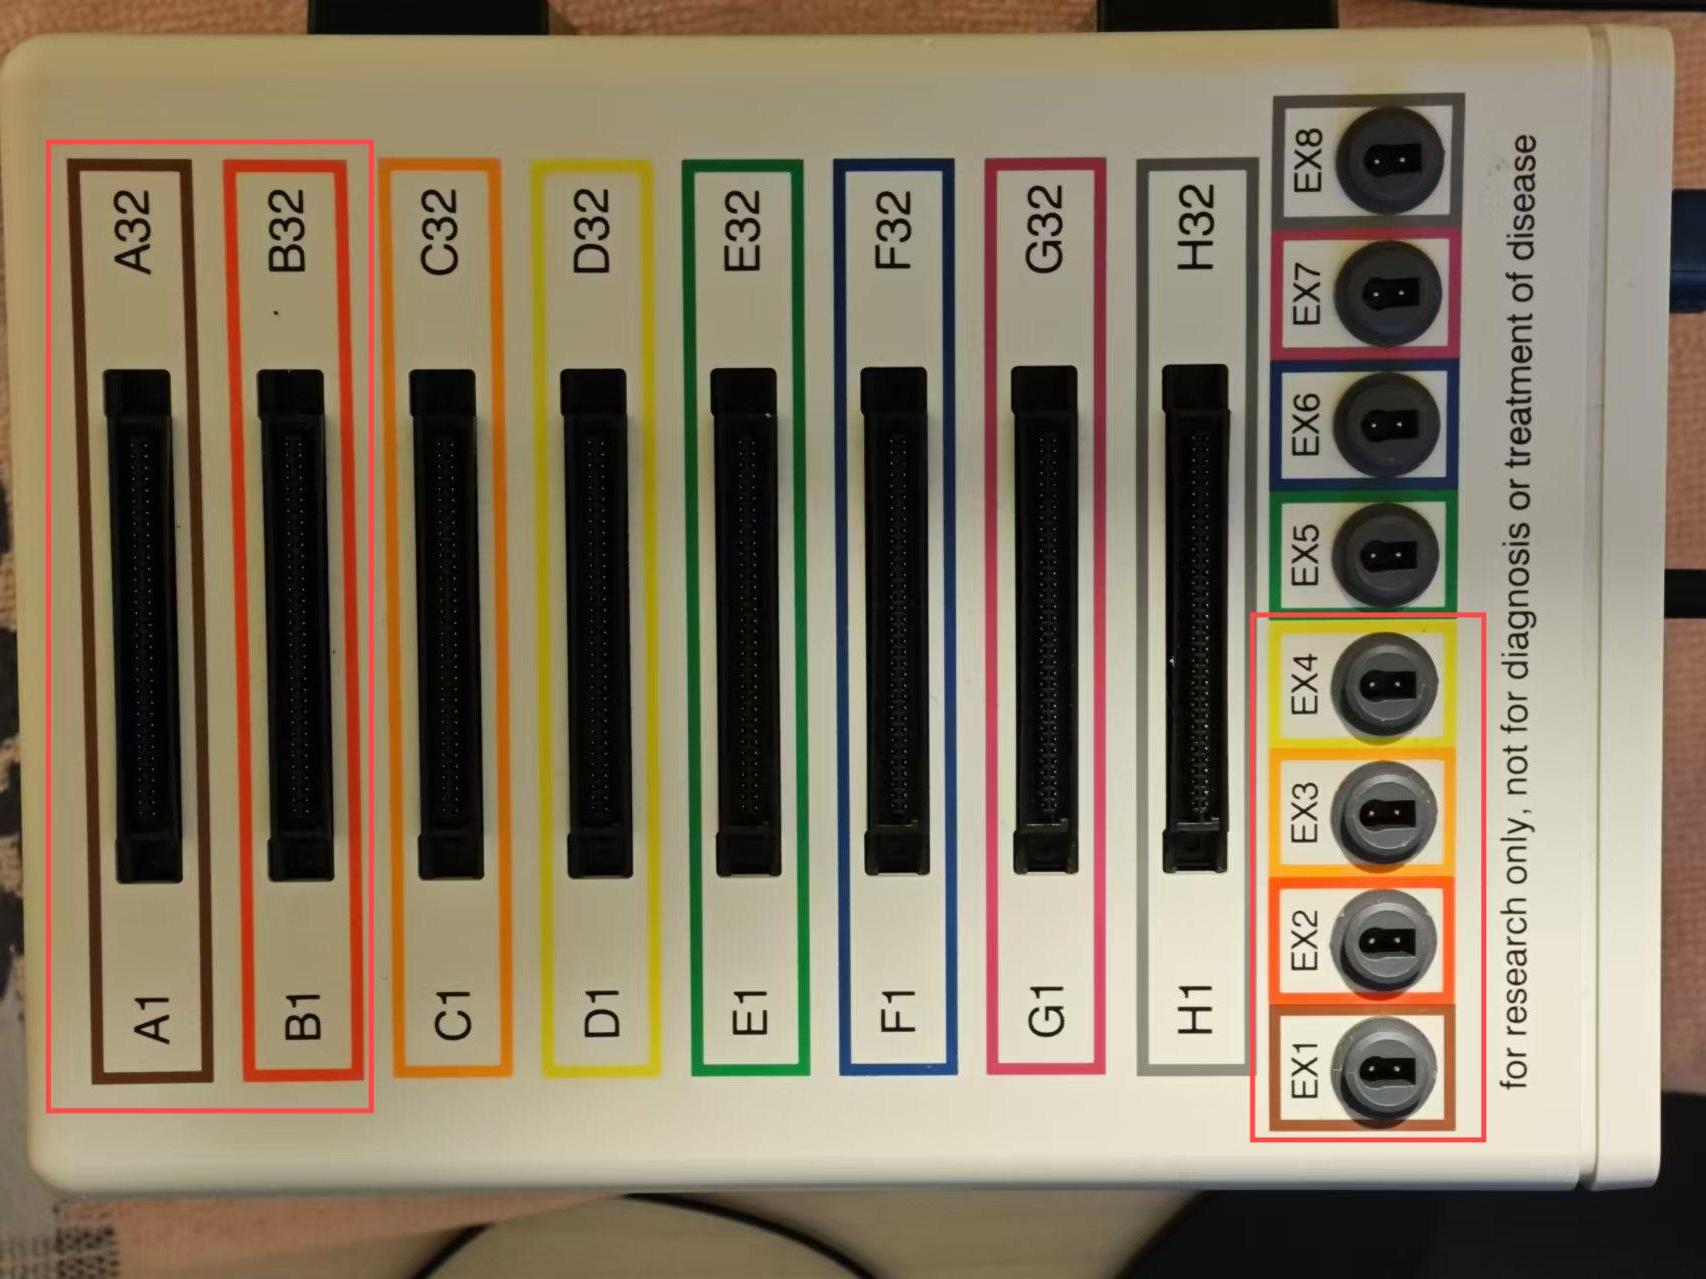 A1 A32
B1 B32
C1 C32
D1 D32
E1 E32
F1 F32
G1 G32
H1 H32
EX1 EX2 EX3 EX4 EX5 EX6 EX7 EX8
for research only, not for diagnosis or treatment of disease